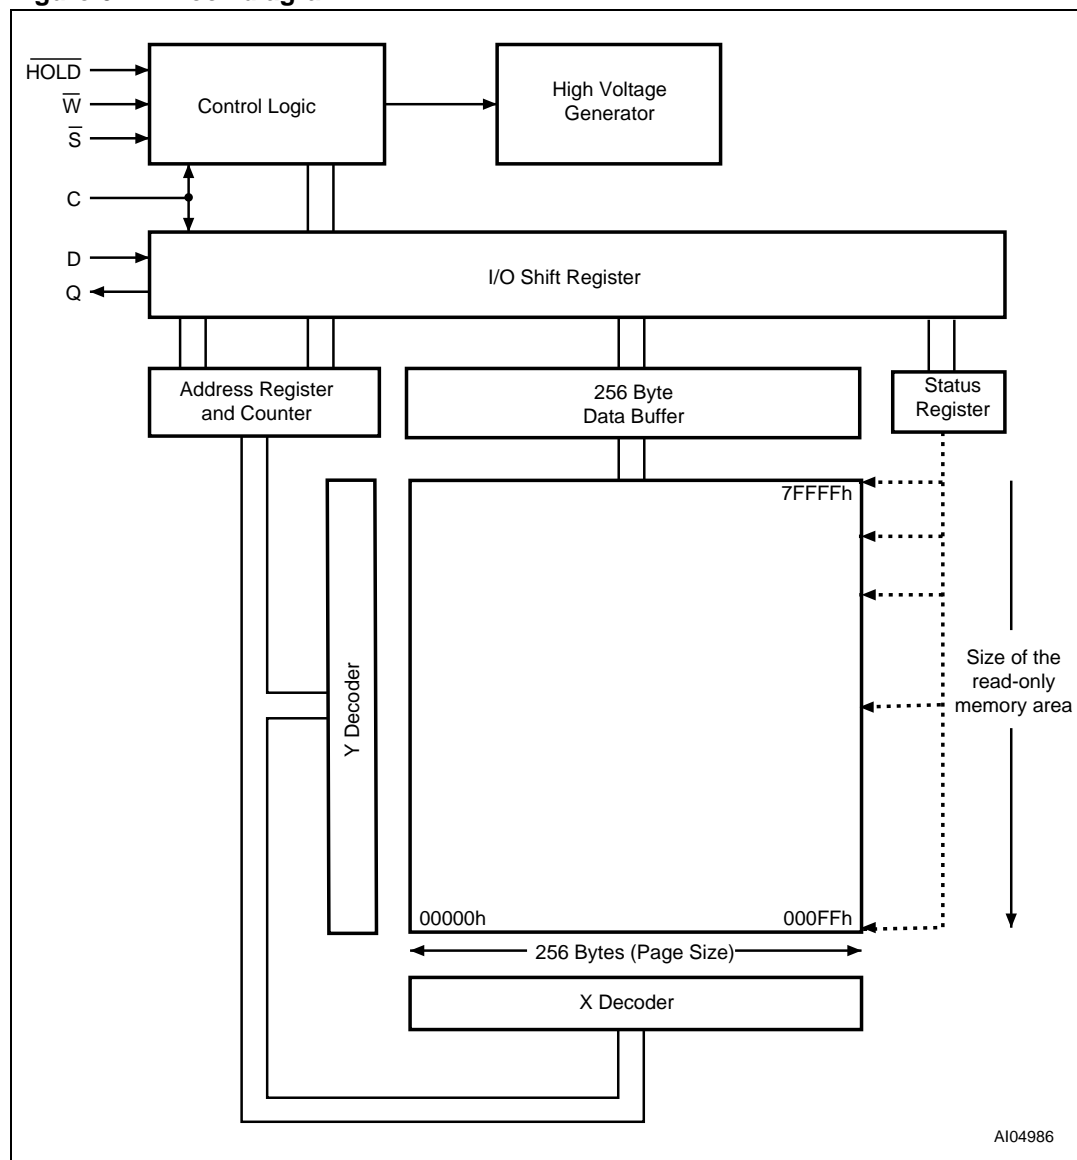 HOLD
W
S
C
D
Q
Control Logic
High Voltage
Generator
I/O Shift Register
Address Register
and Counter
256 Byte
Data Buffer
Status
Register
7FFFFh
Y Decoder
Size of the
read-only
memory area
00000h
000FFh
256 Bytes (Page Size)
X Decoder
AI04986